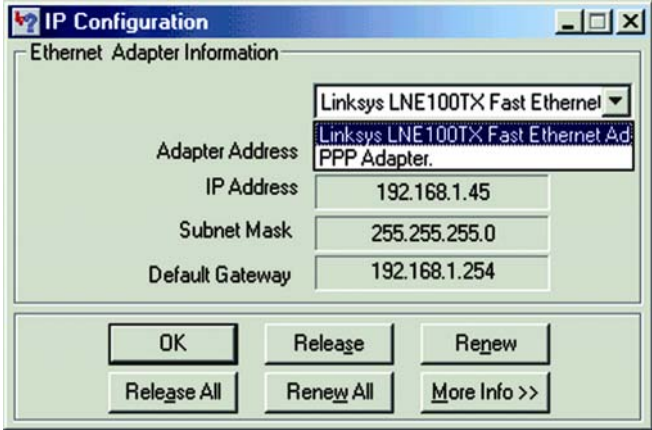 IP Configuration
Ethernet Adapter Information
Linksys LNE100TX Fast Ethernet
Linksys LNE100TX Fast Ethernet Ad
PPP Adapter.
Adapter Address
IP Address 192.168.1.45
Subnet Mask 255.255.255.0
Default Gateway 192.168.1.254
OK Release Renew
Release All Renew All More Info >>